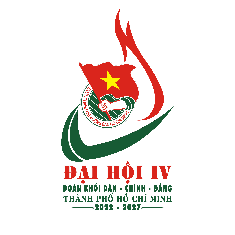 ĐẠI HỘI IV
ĐOÀN KHỐI DÂN - CHÍNH - ĐẢNG
THÀNH PHỐ HỒ CHÍ MINH
2022 - 2027